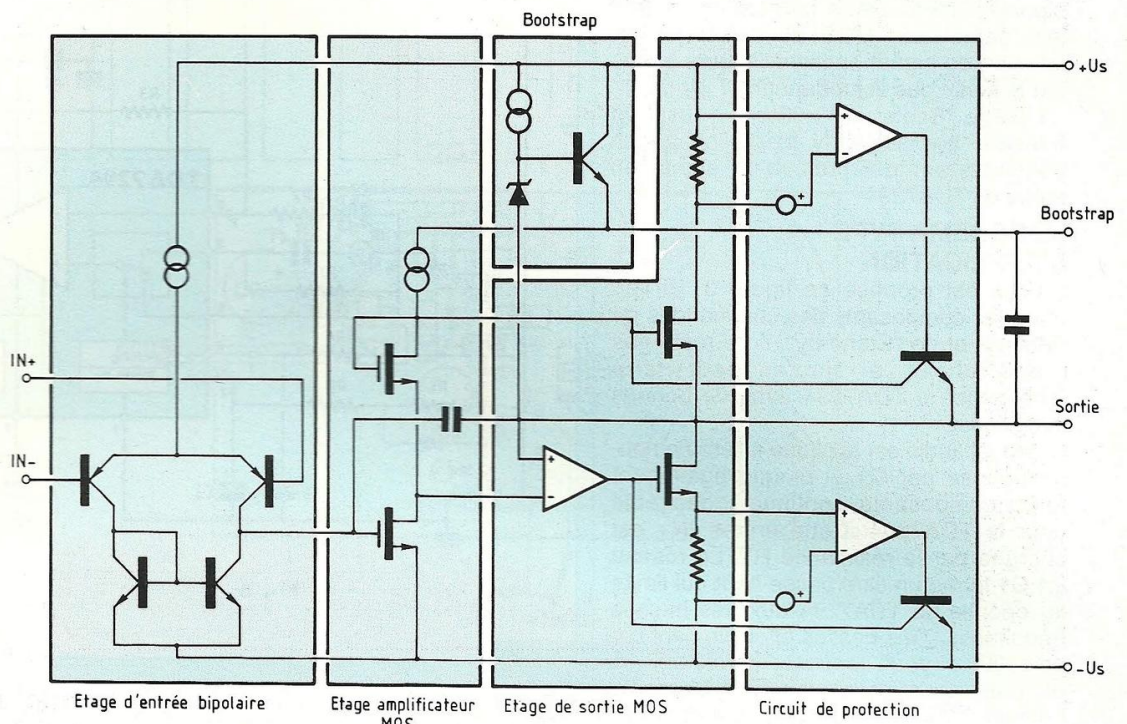 Bootstrap
+Us
Bootstrap
IN+
Sortie
IN-
+
-
+
+
-
+
-
+
-Us
Etage d'entrée bipolaire
Etage amplificateur
MOS
Etage de sortie MOS
Circuit de protection